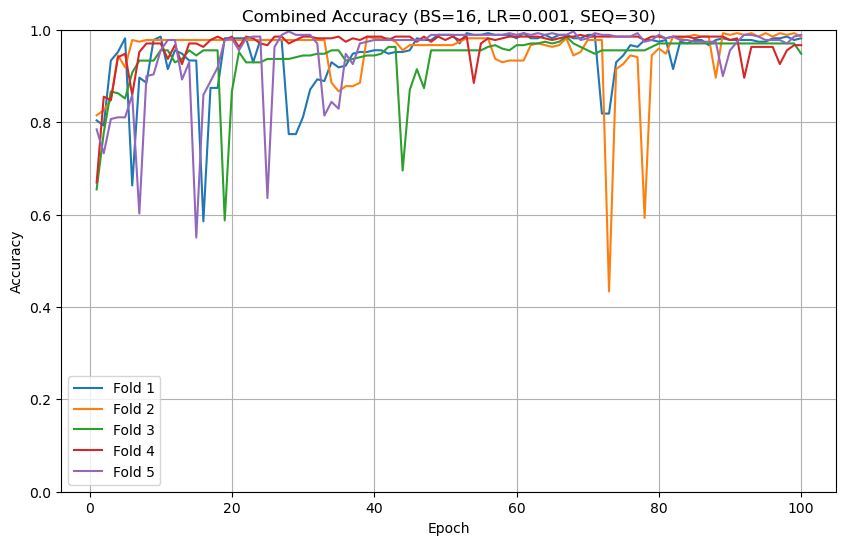 Combined Accuracy (BS=16, LR=0.001, SEQ=30)
1.0
0.8
0.6
0.4
0.2
0.0
Accuracy
Fold 1
Fold 2
Fold 3
Fold 4
Fold 5
0 20 40 60 80 100
Epoch